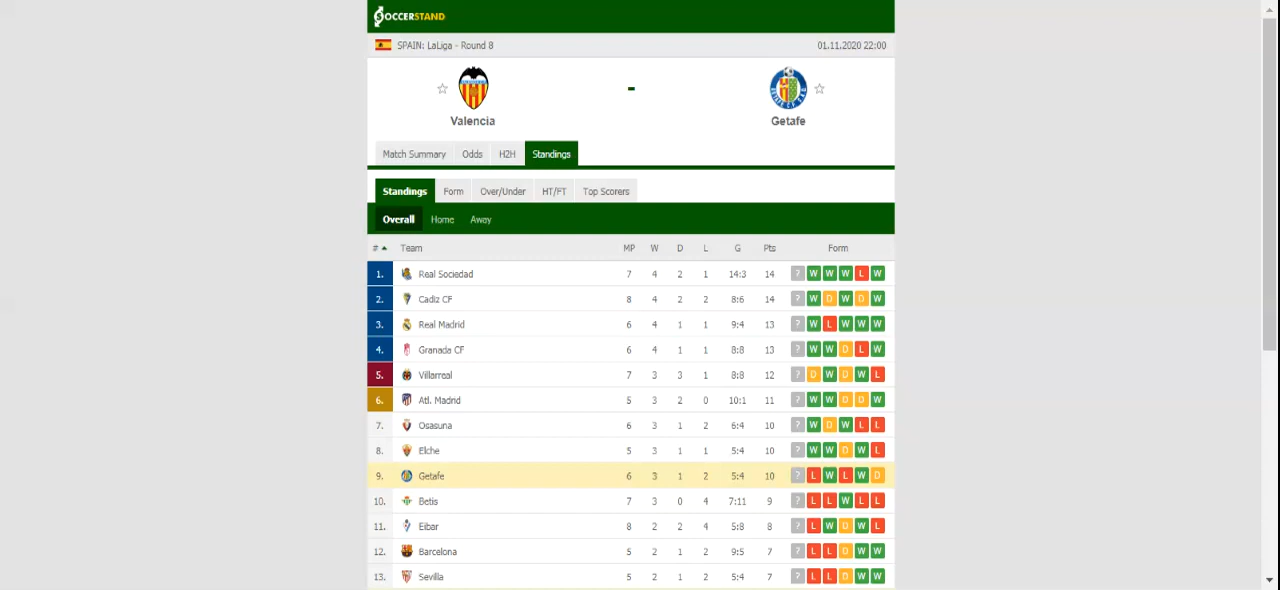 SOCCERSTAND
SPAIN: LaLiga - Round 8 01.11.2020 22:00
-
Valencia Getafe
Match Summary Odds H2H Standings
Standings Form Over/Under HT/FT Top Scorers
Overall Home Away
# Team MP W D L G Pts Form
1. Real Sociedad 7 4 2 1 14:3 14 ? W W W L W
2. Cadiz CF 8 4 2 2 8:6 14 ? W D W D W
3. Real Madrid 6 4 1 1 9:4 13 ? W L W W W
4. Granada CF 6 4 1 1 8:8 13 ? W W D L W
5. Villarreal 7 3 3 1 8:8 12 ? D W D W L
6. Atl. Madrid 5 3 2 0 10:1 11 ? W W D D W
7. Osasuna 6 3 1 2 6:4 10 ? W D W L L
8. Elche 5 3 1 1 5:4 10 ? W W D W L
9. Getafe 6 3 1 2 5:4 10 ? L W L W D
10. Betis 7 3 0 4 7:11 9 ? L L W L L
11. Eibar 8 2 2 4 5:8 8 ? L W D W L
12. Barcelona 5 2 1 2 9:5 7 ? L L D W W
13. Sevilla 5 2 1 2 5:4 7 ? L L D W W